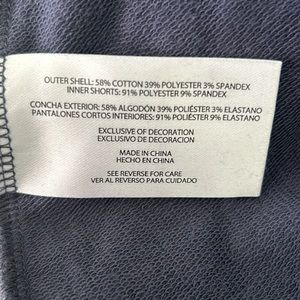 OUTER SHELL: 58% COTTON 39% POLYESTER 3% SPANDEX
INNER SHORTS: 91% POLYESTER 9% SPANDEX
CONCHA EXTERIOR: 58% ALGODÓN 39% POLIÉSTER 3% ELASTANO
PANTALONES CORTOS INTERIORES: 91% POLIÉSTER 9% ELASTANO
EXCLUSIVE OF DECORATION
EXCLUSIVO DE DECORACION
MADE IN CHINA
HECHO EN CHINA
SEE REVERSE FOR CARE
VER AL REVERSO PARA CUIDADO